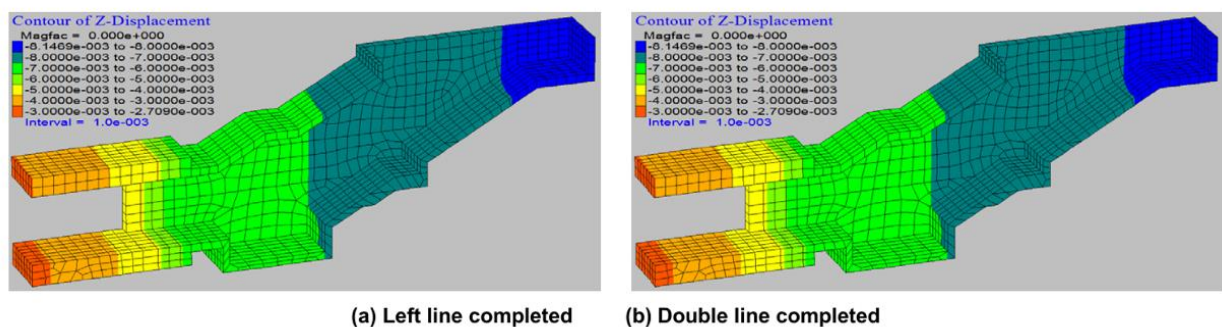 Contour of Z-Displacement
Magfac = 0.000e+000
-8.1469e-003 to -8.0000e-003
-8.0000e-003 to -7.0000e-003
-7.0000e-003 to -6.0000e-003
-6.0000e-003 to -5.0000e-003
-5.0000e-003 to -4.0000e-003
-4.0000e-003 to -3.0000e-003
-3.0000e-003 to -2.7090e-003
Interval = 1.0e-003
Contour of Z-Displacement
Magfac = 0.000e+000
-8.1469e-003 to -8.0000e-003
-8.0000e-003 to -7.0000e-003
-7.0000e-003 to -6.0000e-003
-6.0000e-003 to -5.0000e-003
-5.0000e-003 to -4.0000e-003
-4.0000e-003 to -3.0000e-003
-3.0000e-003 to -2.7090e-003
Interval = 1.0e-003
(a) Left line completed
(b) Double line completed